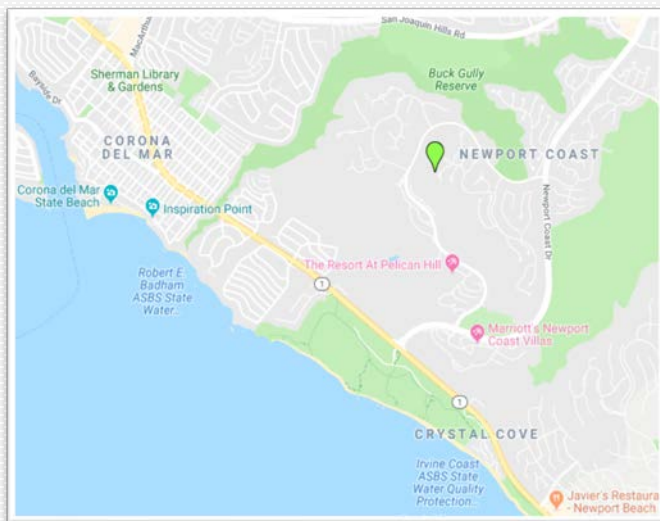 San Joaquin Hills Rd
MacArthur
Sherman Library
& Gardens
Buck Gully
Reserve
Bayside Dr
CORONA
DEL MAR
NEWPORT COAST
Corona del Mar
State Beach
Inspiration Point
Newport Coast Dr
The Resort At Pelican Hill
Robert E.
Badham
ASBS State
Water...
1
Marriott's Newport
Coast Villas
1
CRYSTAL COVE
Irvine Coast
ASBS State
Water Quality
Protection...
Javier's Restaura
- Newport Beach